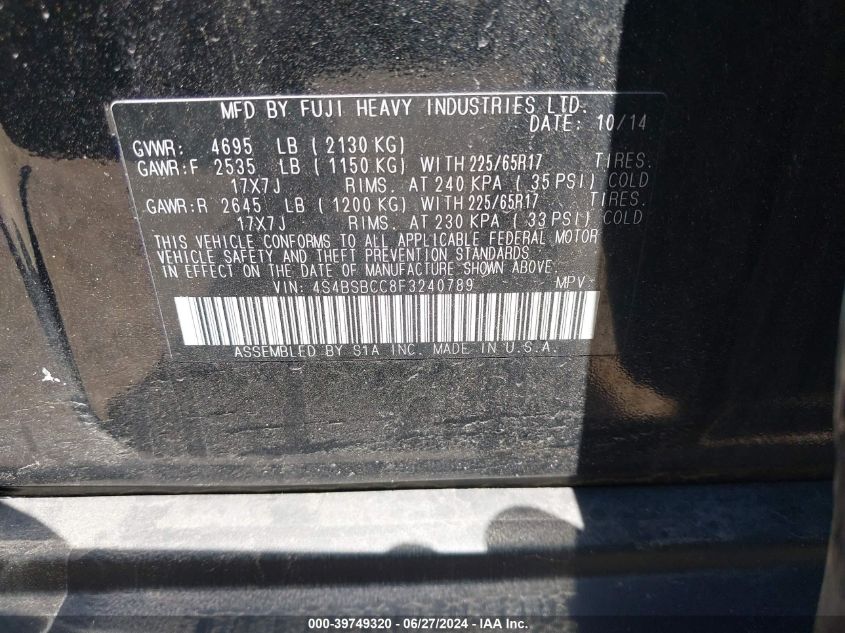 MFD BY FUJI HEAVY INDUSTRIES LTD.
DATE: 10/14
GVWR: 4695 LB (2130 KG)
GAWR:F 2535 LB (1150 KG) WITH 225/65R17 TIRES.
17X7J RIMS. AT 240 KPA (35 PSI) COLD
GAWR:R 2645 LB (1200 KG) WITH 225/65R17 TIRES.
17X7J RIMS. AT 230 KPA (33 PSI) COLD
THIS VEHICLE CONFORMS TO ALL APPLICABLE FEDERAL MOTOR
VEHICLE SAFETY AND THEFT PREVENTION STANDARDS
IN EFFECT ON THE DATE OF MANUFACTURE SHOWN ABOVE.
VIN: 4S4BSBCC8F3240789 MPV
ASSEMBLED BY SIA INC. MADE IN U.S.A.
000-39749320 - 06/27/2024 - IAA Inc.